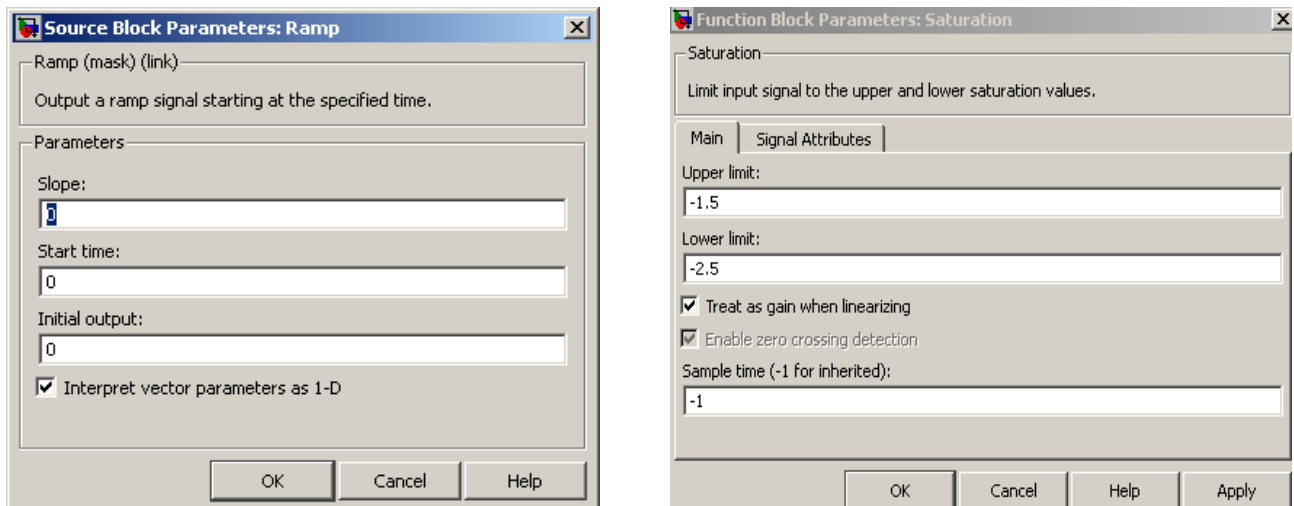 Source Block Parameters: Ramp
Ramp (mask) (link)
Output a ramp signal starting at the specified time.
Parameters
Slope:
0
Start time:
0
Initial output:
0
Interpret vector parameters as 1-D
OK Cancel Help
Function Block Parameters: Saturation
Saturation
Limit input signal to the upper and lower saturation values.
Main Signal Attributes
Upper limit:
-1.5
Lower limit:
-2.5
Treat as gain when linearizing
Enable zero crossing detection
Sample time (-1 for inherited):
-1
OK Cancel Help Apply